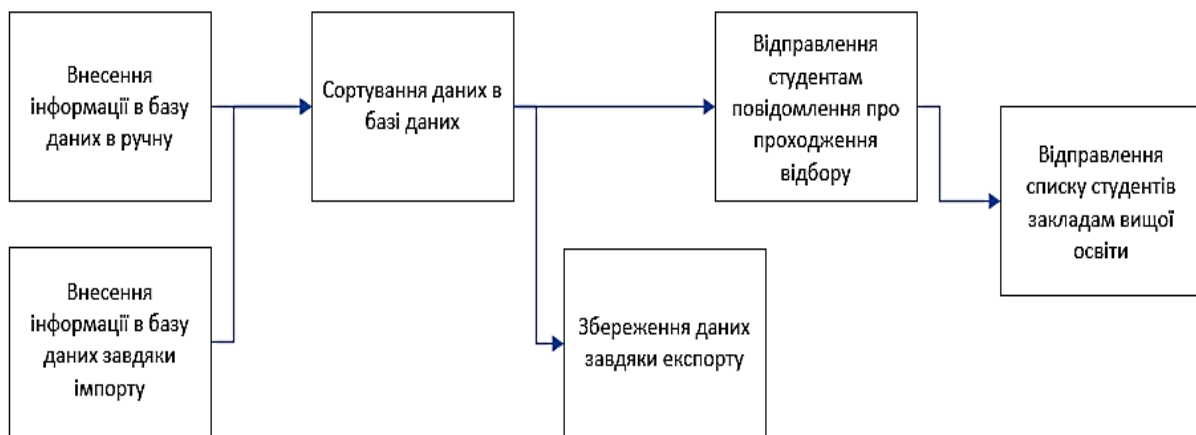 Внесення
інформації в базу
даних в ручну
Сортування даних в
базі даних
Відправлення
студентам
повідомлення про
проходження
відбору
Відправлення
списку студентів
закладам вищої
освіти
Внесення
інформації в базу
даних завдяки
імпорту
Збереження даних
завдяки експорту